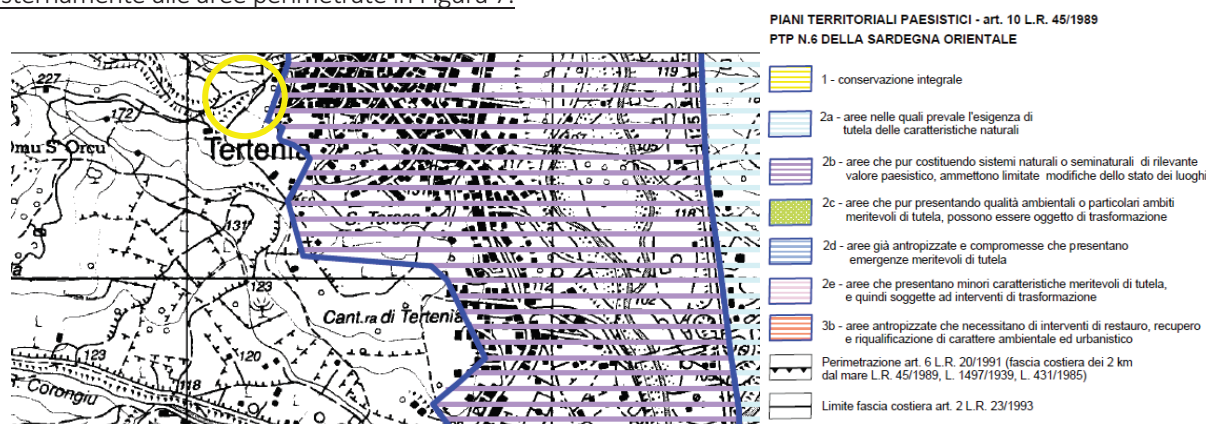 sternamente alle aree perimetrate in Figura 7.
PIANI TERRITORIALI PAESISTICI - art. 10 L.R. 45/1989
PTP N.6 DELLA SARDEGNA ORIENTALE
1 - conservazione integrale
2a - aree nelle quali prevale l'esigenza di
tutela delle caratteristiche naturali
2b - aree che pur costituendo sistemi naturali o seminaturali di rilevante
valore paesistico, ammettono limitate modifiche dello stato dei luoghi
2c - aree che pur presentando qualità ambientali o particolari ambiti
meritevoli di tutela, possono essere oggetto di trasformazione
2d - aree già antropizzate e compromesse che presentano
emergenze meritevoli di tutela
2e - aree che presentano minori caratteristiche meritevoli di tutela,
e quindi soggette ad interventi di trasformazione
3b - aree antropizzate che necessitano di interventi di restauro, recupero
e riqualificazione di carattere ambientale ed urbanistico
Perimetrazione art. 6 L.R. 20/1991 (fascia costiera dei 2 km
dal mare L.R. 45/1989, L. 1497/1939, L. 431/1985)
Limite fascia costiera art. 2 L.R. 23/1993
227
119
172
Tertenia
S. Teresa
118
131
123
112
Cant.ra di Tertenia
123
120
118
Corongiu